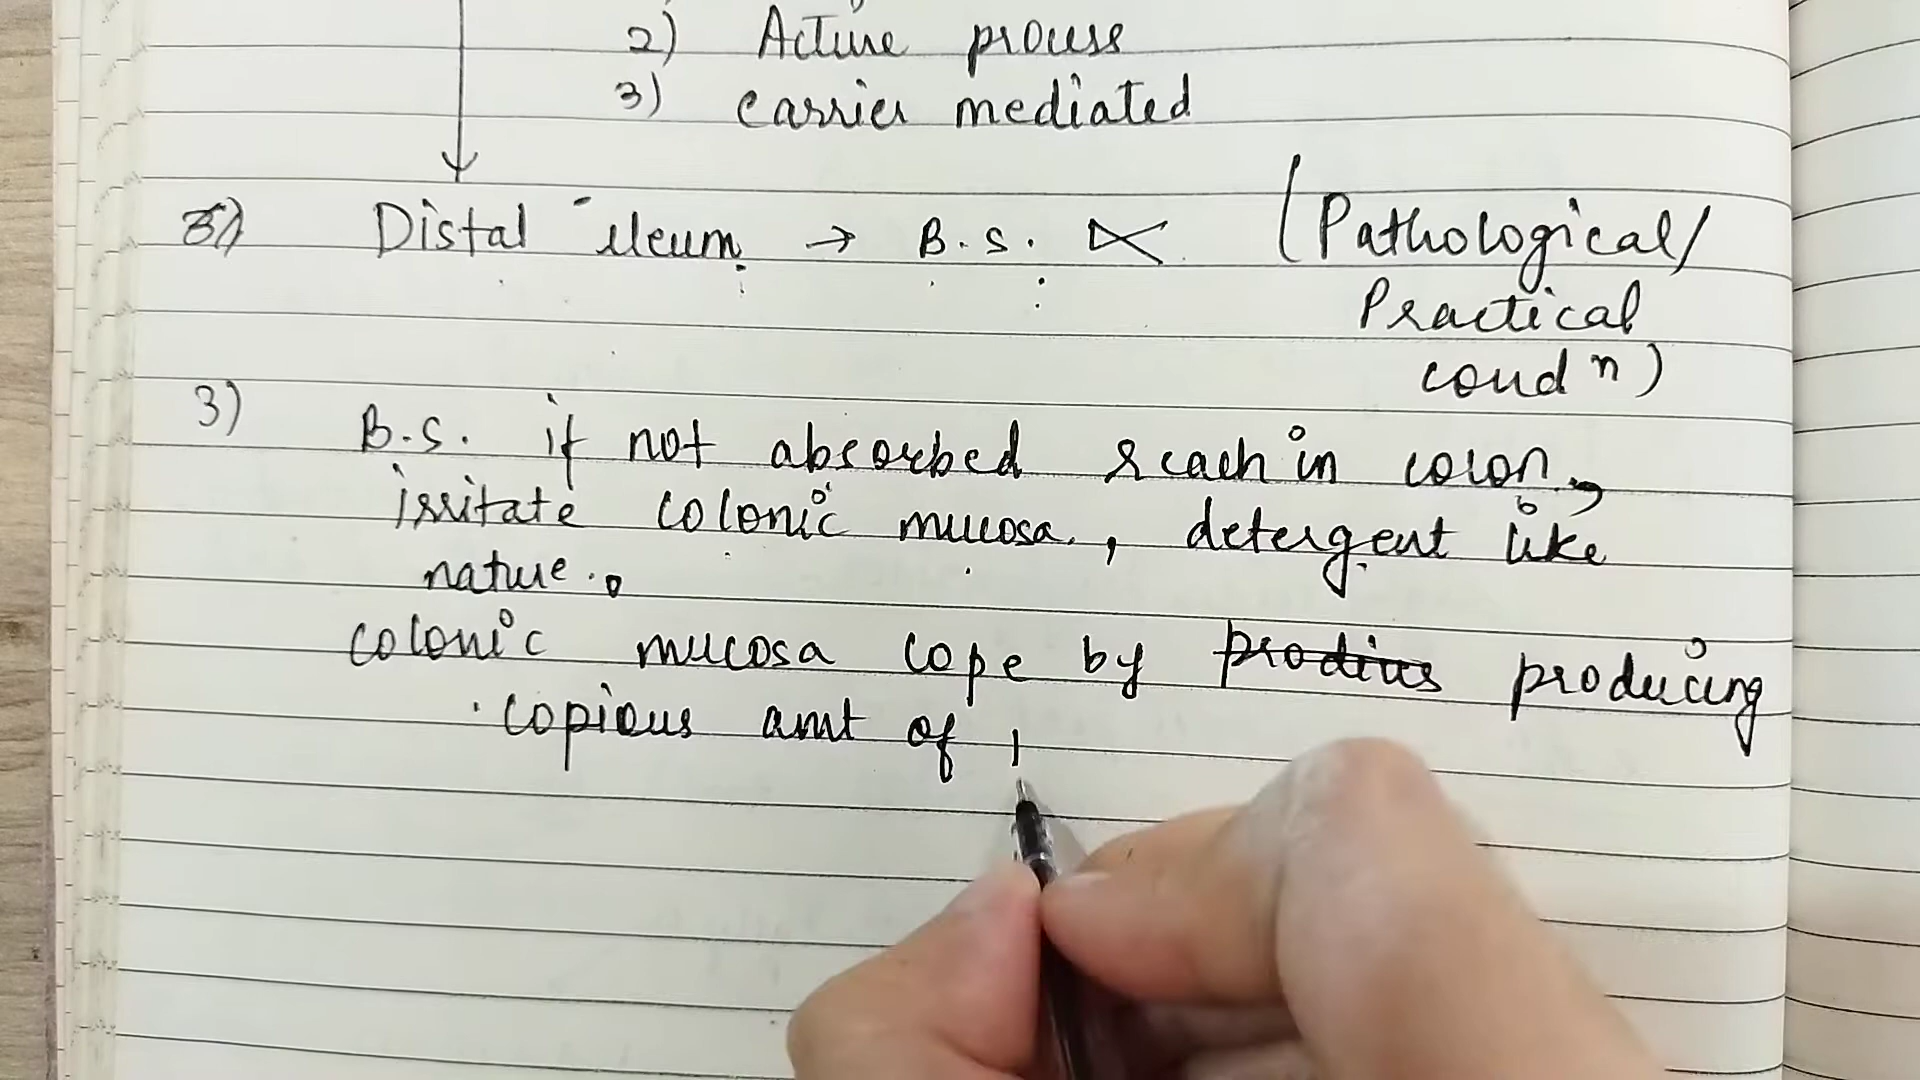 2) Active process
3) carrier mediated
Distal ileum → B.S. (Pathological/
Practical
condⁿ)
3) B.S. if not absorbed reach in colon,
irritate colonic mucosa, detergent like
nature.
colonic mucosa cope by producing
copious amt of